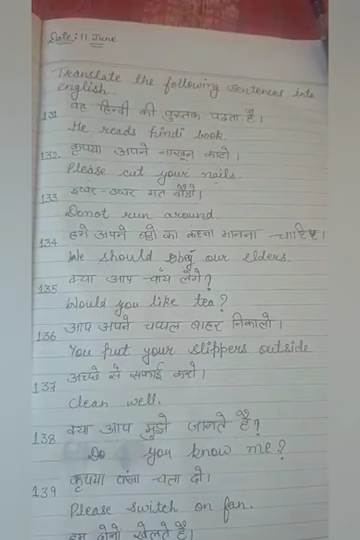 Date:11 June
Translate the following sentences into
english.
131 वह हिन्दी की पुस्तक पढता है।
He reads hindi book.
132. कृपया अपने नाखून काटो।
Please cut your nails.
133 इधर-उधर मत दौडो।
Donot run around.
134 हमे अपने बडो का कहना मानना चाहिए।
We should obey our elders.
135 क्या आप चाय लेंगे?
Would you like tea?
136 आप अपने चप्पल बाहर निकालो।
You put your slippers outside
137 अच्छे से सफाई करो।
Clean well.
138 क्या आप मुझे जानते है?
Do you know me?
139 कृपया पंखा चला दो।
Please switch on fan.
हम दोनो खेलते है।